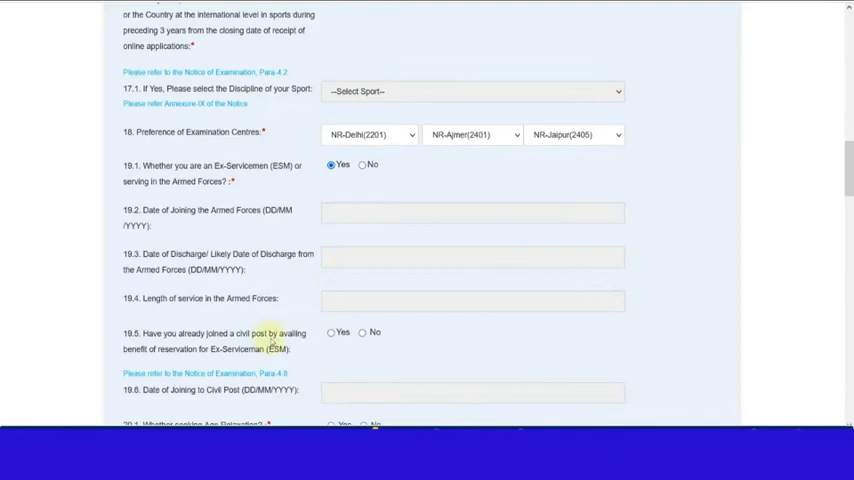 or the Country at the international level in sports during
preceding 3 years from the closing date of receipt of
online applications:*
Please refer to the Notice of Examination, Para-4.2
17.1. If Yes, Please select the Discipline of your Sport:
--Select Sport--
Please refer Annexure-IX of the Notice
18. Preference of Examination Centres:*
NR-Delhi(2201)
NR-Ajmer(2401)
NR-Jaipur(2405)
19.1. Whether you are an Ex-Servicemen (ESM) or
serving in the Armed Forces? :*
Yes No
19.2. Date of Joining the Armed Forces (DD/MM
/YYYY):
19.3. Date of Discharge/ Likely Date of Discharge from
the Armed Forces (DD/MM/YYYY):
19.4. Length of service in the Armed Forces:
19.5. Have you already joined a civil post by availing
benefit of reservation for Ex-Serviceman (ESM):
Yes No
Please refer to the Notice of Examination, Para-4.8
19.6. Date of Joining to Civil Post (DD/MM/YYYY):
20.1. Whether seeking Age Relaxation? :*
Yes No